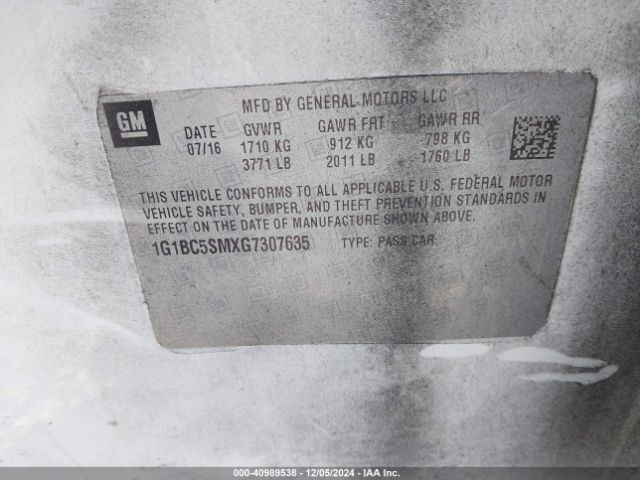 MFD BY GENERAL MOTORS LLC
GM
DATE GVWR GAWR FRT GAWR RR
07/16 1710 KG 912 KG 798 KG
3771 LB 2011 LB 1760 LB
THIS VEHICLE CONFORMS TO ALL APPLICABLE U.S. FEDERAL MOTOR
VEHICLE SAFETY, BUMPER, AND THEFT PREVENTION STANDARDS IN
EFFECT ON THE DATE OF MANUFACTURE SHOWN ABOVE.
1G1BC5SMXG7307635 TYPE: PASS CAR
000-40989538 - 12/05/2024 - IAA Inc.